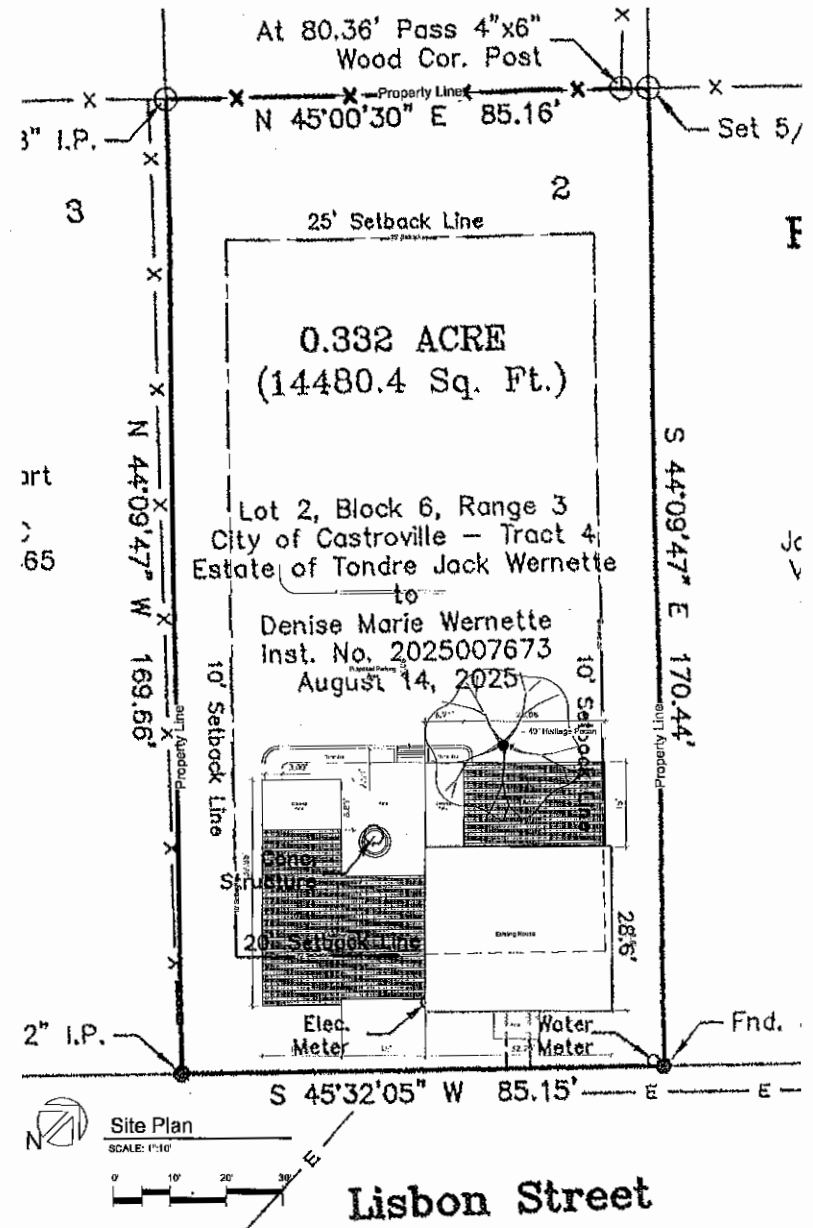 At 80.36' Pass 4"x6"
Wood Cor. Post
Property Line
N 45°00'30" E 85.16'
3" I.P.
Set 5/
3
2
25' Setback Line
0.332 ACRE
(14480.4 Sq. Ft.)
N 44°09'47" W 169.66'
S 44°09'47" E 170.44'
art
65
Lot 2, Block 6, Range 3
City of Castroville – Tract 4
Estate of Tondre Jack Wernette
to
Denise Marie Wernette
Inst. No. 2025007673
August 14, 2025
Property Line
Property Line
10' Setback Line
10' Setback Line
Heritage Pecan
Conc.
Structure
20' Setback Line
Existing House
28.6'
15'
Elec.
Meter
Water
Meter
2" I.P.
Fnd.
S 45°32'05" W 85.15'
E
E
E
N
Site Plan
SCALE: 1":10'
0' 10' 20' 30'
Lisbon Street